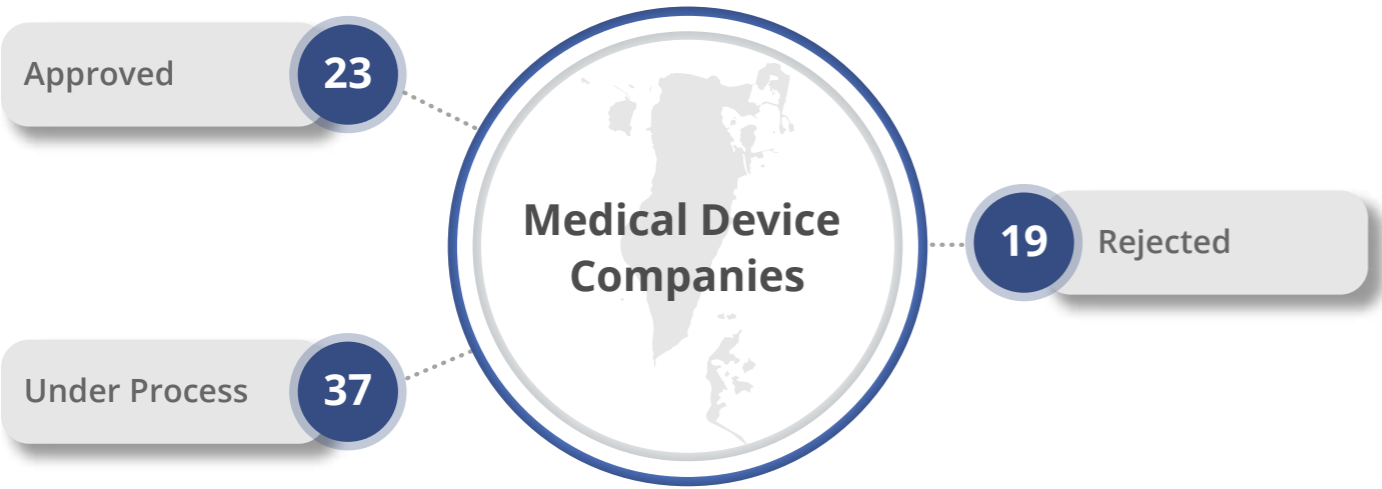 Approved
23
Medical Device
Companies
19
Rejected
Under Process
37